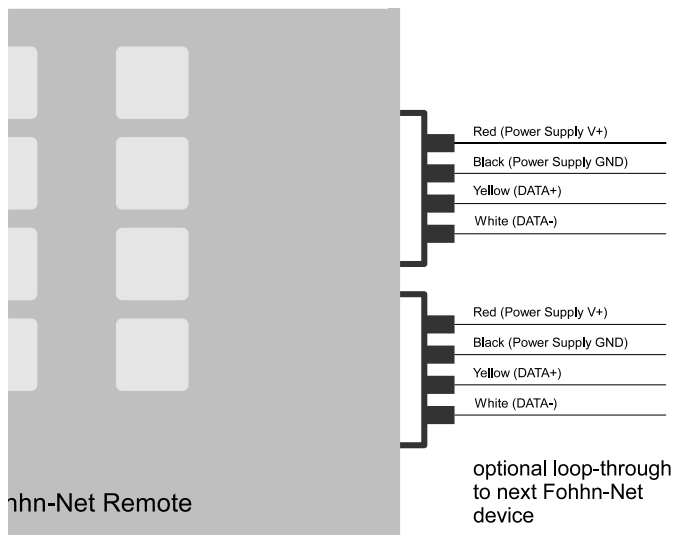 Red (Power Supply V+)
Black (Power Supply GND)
Yellow (DATA+)
White (DATA-)
Red (Power Supply V+)
Black (Power Supply GND)
Yellow (DATA+)
White (DATA-)
optional loop-through
to next Fohhn-Net
device
hhn-Net Remote